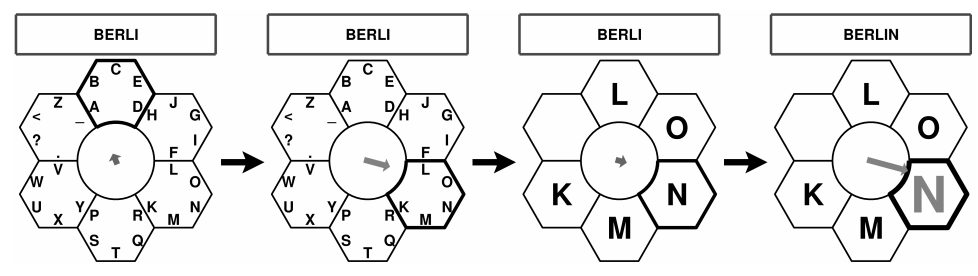 BERLI
A B C E D
H J G I F
L O N M K
R Q T S P
Y X U W V
. ? < Z _
BERLI
A B C E D
H J G I F
L O N M K
R Q T S P
Y X U W V
. ? < Z _
BERLI
L
O
N
M
K
BERLIN
L
O
N
M
K